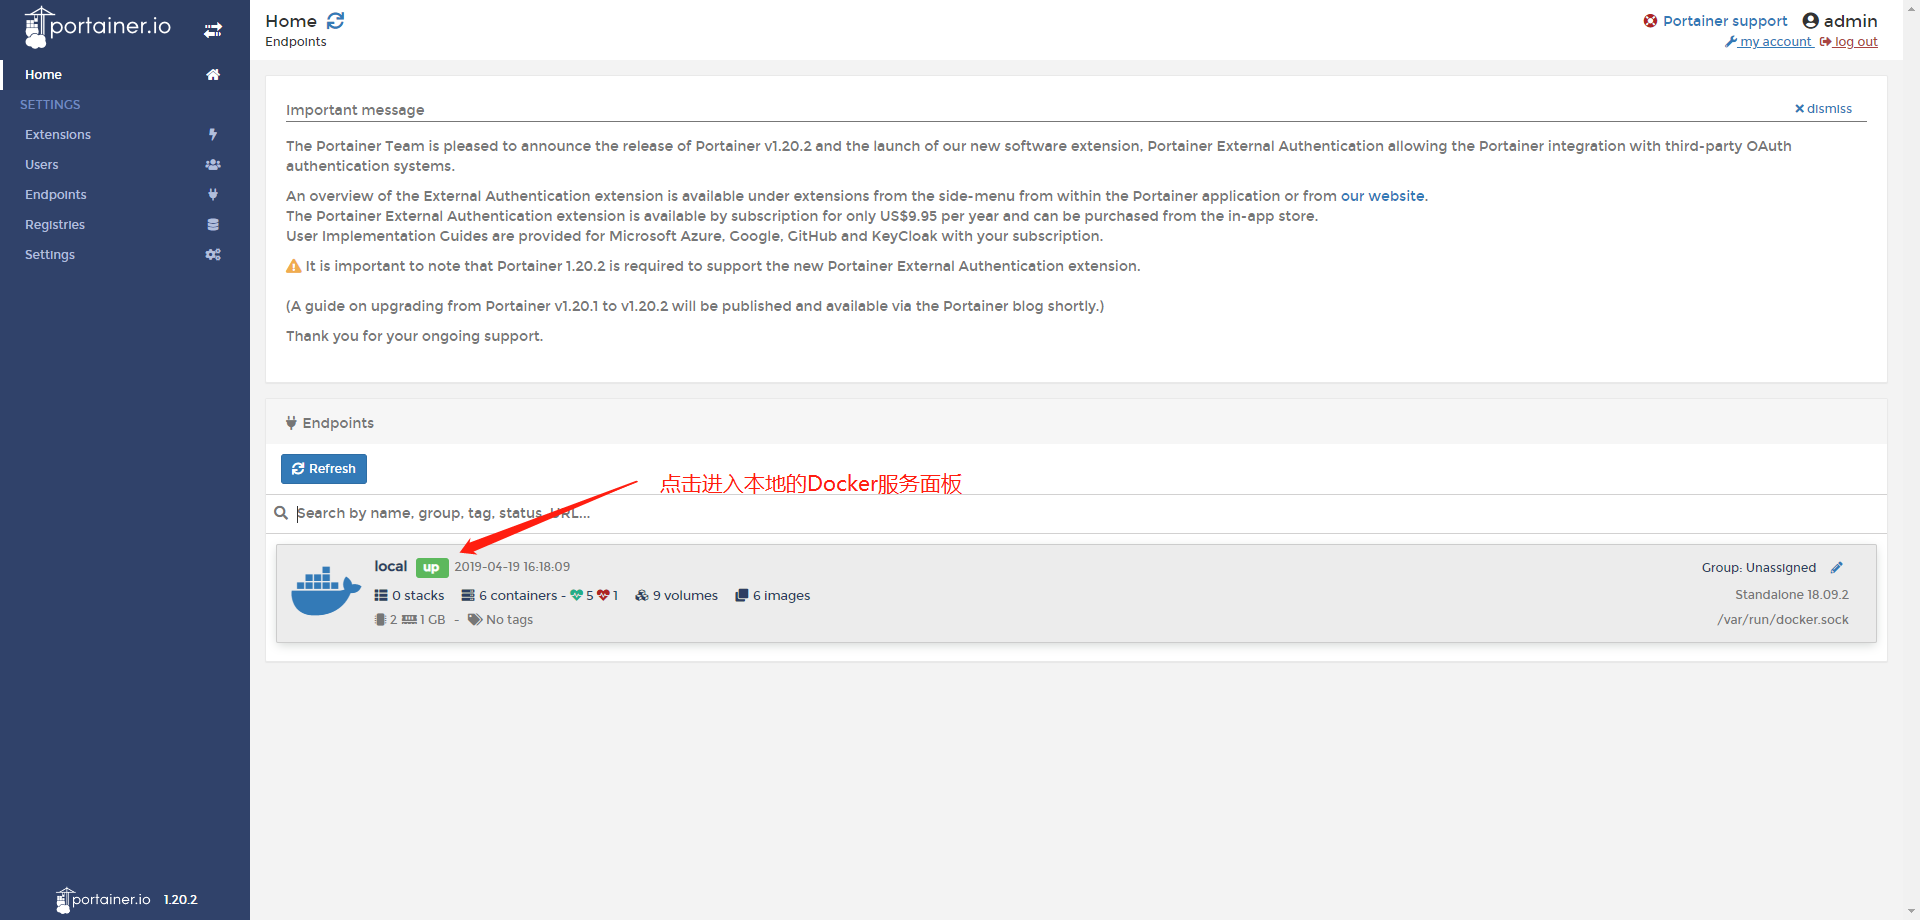 portainer.io
Home
SETTINGS
Extensions
Users
Endpoints
Registries
Settings
portainer.io 1.20.2
Home
Endpoints
Portainer support admin
my account log out
Important message
dismiss
The Portainer Team is pleased to announce the release of Portainer v1.20.2 and the launch of our new software extension, Portainer External Authentication allowing the Portainer integration with third-party OAuth
authentication systems.
An overview of the External Authentication extension is available under extensions from the side-menu from within the Portainer application or from our website.
The Portainer External Authentication extension is available by subscription for only US$9.95 per year and can be purchased from the in-app store.
User Implementation Guides are provided for Microsoft Azure, Google, GitHub and KeyCloak with your subscription.
It is important to note that Portainer 1.20.2 is required to support the new Portainer External Authentication extension.
(A guide on upgrading from Portainer v1.20.1 to v1.20.2 will be published and available via the Portainer blog shortly.)
Thank you for your ongoing support.
Endpoints
Refresh
点击进入本地的Docker服务面板
Search by name, group, tag, status, URL...
local up 2019-04-19 16:18:09
Group: Unassigned
0 stacks 6 containers - 5 1 9 volumes 6 images
Standalone 18.09.2
2 1 GB - No tags
/var/run/docker.sock